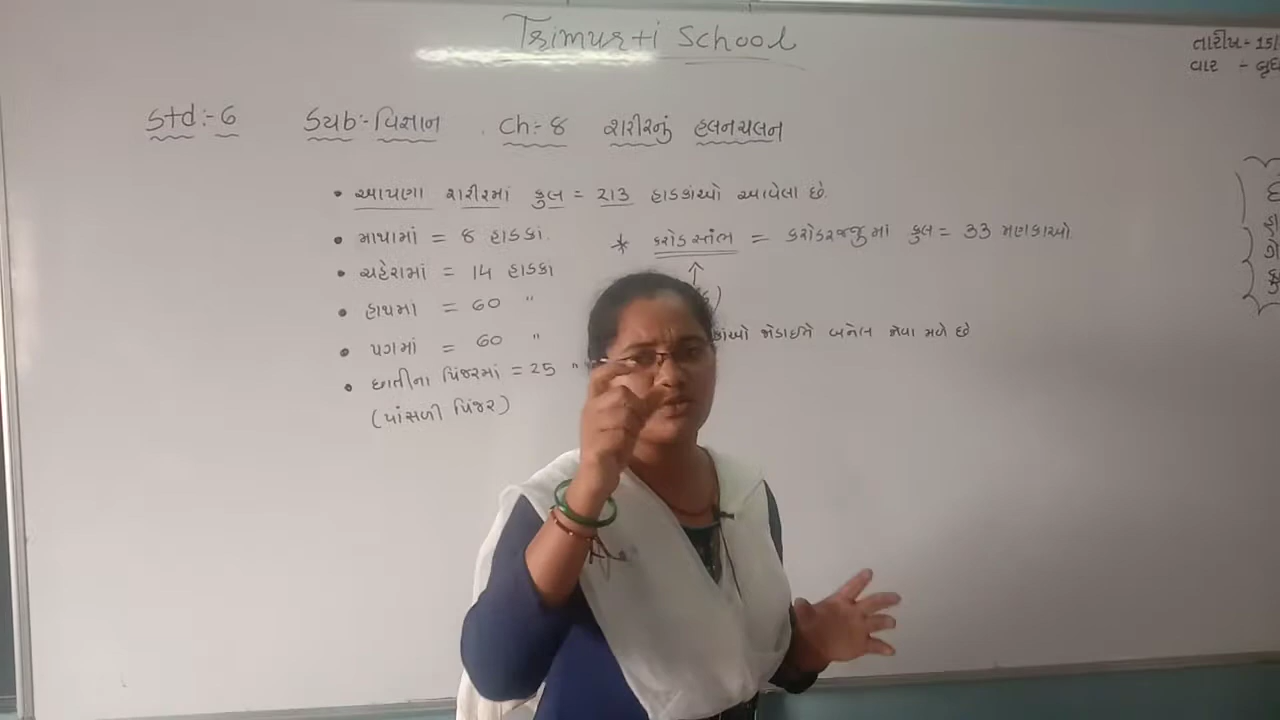 Trimurti School
તારીખ - 15/
વાર - બુધ
Std:- 6 Sub:- વિજ્ઞાન Ch:- 8 શરીરનું હલનચલન
• આપણા શરીરમાં કુલ = 213 હાડકાંઓ આવેલા છે.
• માથામાં = 8 હાડકાં.
* કરોડસ્તંભ = કરોડરજ્જુમાં કુલ = 33 મણકાઓ.
• ચહેરામાં = 14 હાડકાં
• હાથમાં = 60 "
• પગમાં = 60 "
જોડાઈને બનેલ જોવા મળે છે
• છાતીના પિંજરમાં = 25 "
(પાંસળી પિંજર)